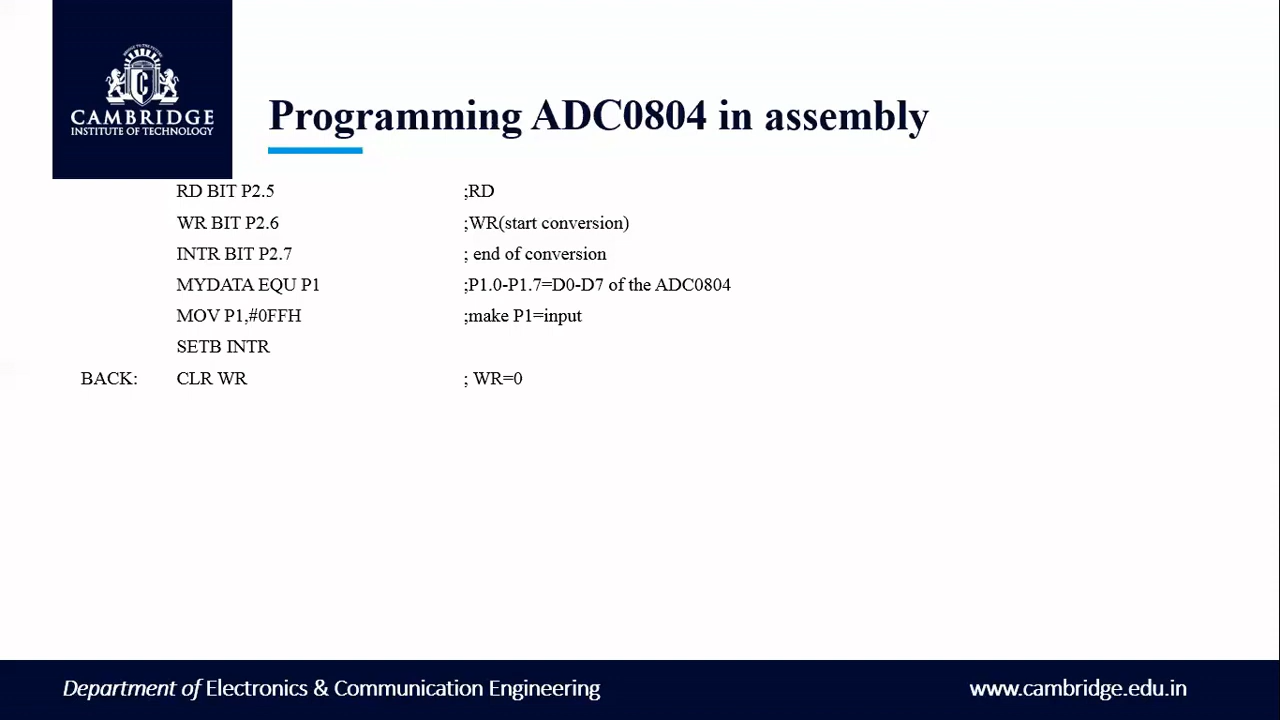 CAMBRIDGE
INSTITUTE OF TECHNOLOGY
Programming ADC0804 in assembly
RD BIT P2.5 ;RD
WR BIT P2.6 ;WR(start conversion)
INTR BIT P2.7 ; end of conversion
MYDATA EQU P1 ;P1.0-P1.7=D0-D7 of the ADC0804
MOV P1,#0FFH ;make P1=input
SETB INTR
BACK: CLR WR ; WR=0
Department of Electronics & Communication Engineering
www.cambridge.edu.in